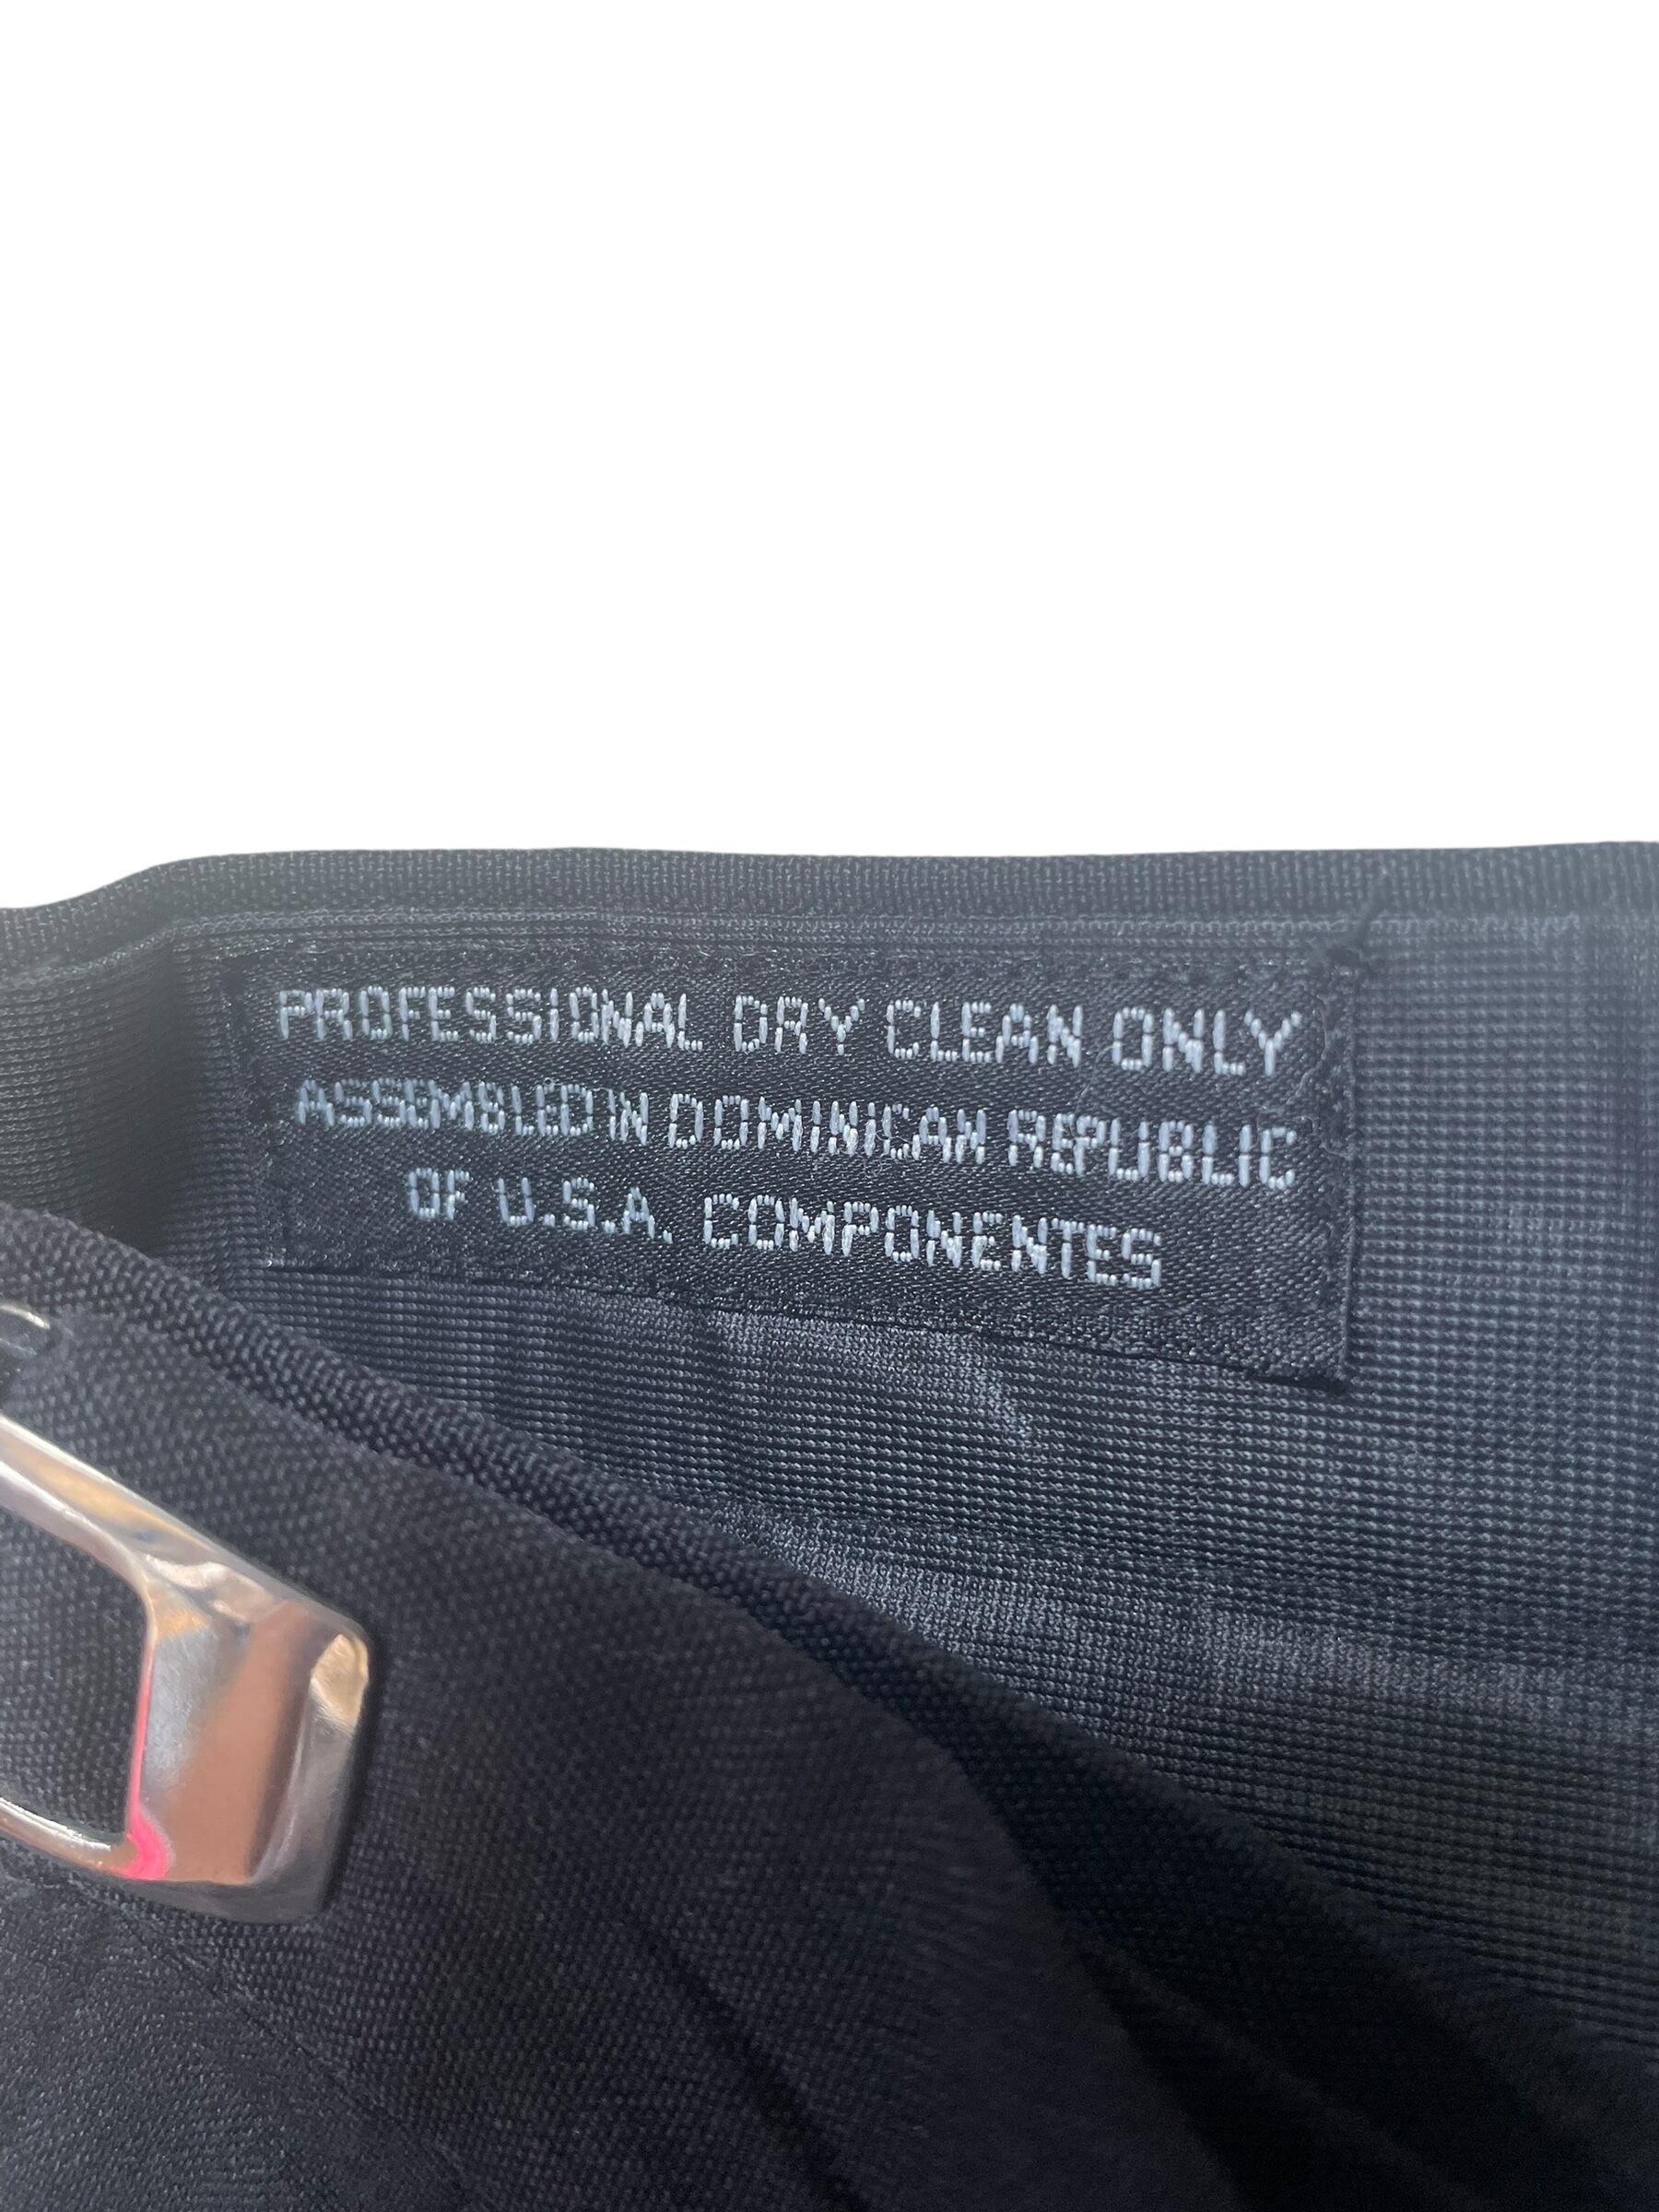 PROFESSIONAL DRY CLEAN ONLY
ASSEMBLED IN DOMINICAN REPUBLIC
OF U.S.A. COMPONENTES